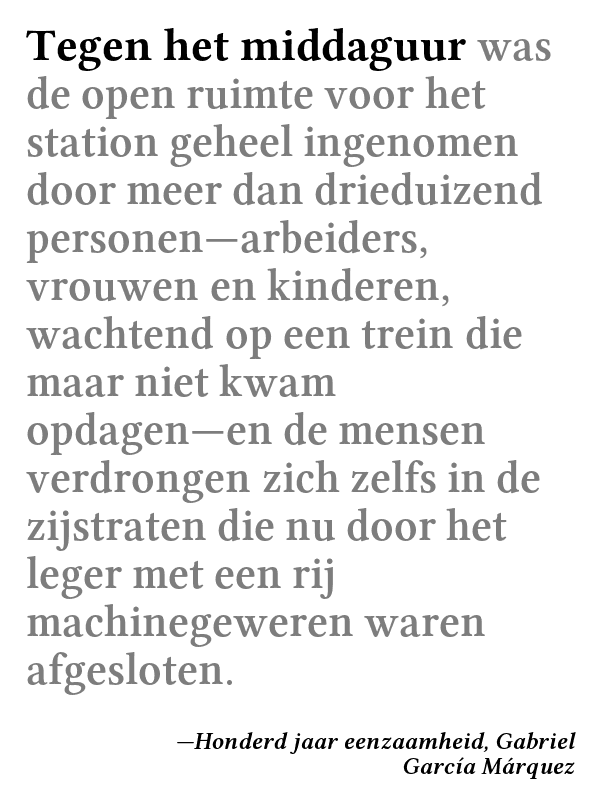 Tegen het middaguur was
de open ruimte voor het
station geheel ingenomen
door meer dan drieduizend
personen—arbeiders,
vrouwen en kinderen,
wachtend op een trein die
maar niet kwam
opdagen—en de mensen
verdrongen zich zelfs in de
zijstraten die nu door het
leger met een rij
machinegeweren waren
afgesloten.
—Honderd jaar eenzaamheid, Gabriel
García Márquez